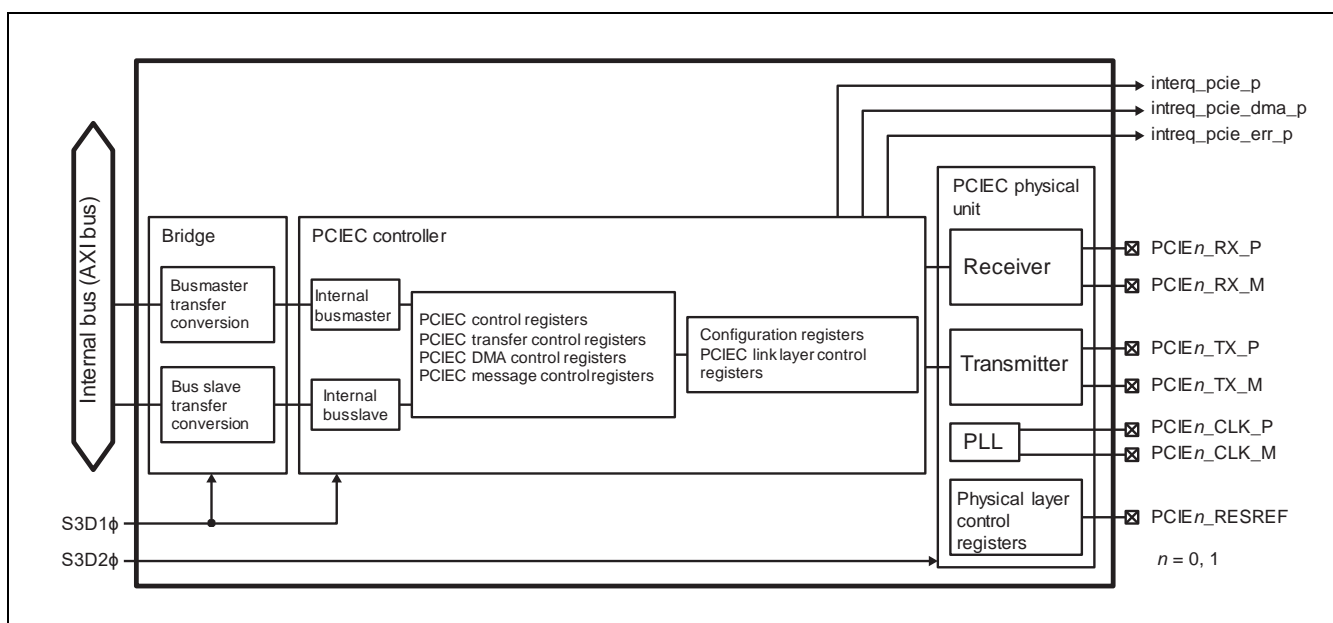 interq_pcie_p
intreq_pcie_dma_p
intreq_pcie_err_p
Internal bus (AXI bus)
Bridge
Busmaster
transfer
conversion
Bus slave
transfer
conversion
PCIEC controller
Internal
busmaster
Internal
busslave
PCIEC control registers
PCIEC transfer control registers
PCIEC DMA control registers
PCIEC message control registers
Configuration registers
PCIEC link layer control
registers
PCIEC physical
unit
Receiver
Transmitter
PLL
Physical layer
control
registers
PCIEn_RX_P
PCIEn_RX_M
PCIEn_TX_P
PCIEn_TX_M
PCIEn_CLK_P
PCIEn_CLK_M
PCIEn_RESREF
n = 0, 1
S3D1ϕ
S3D2ϕ